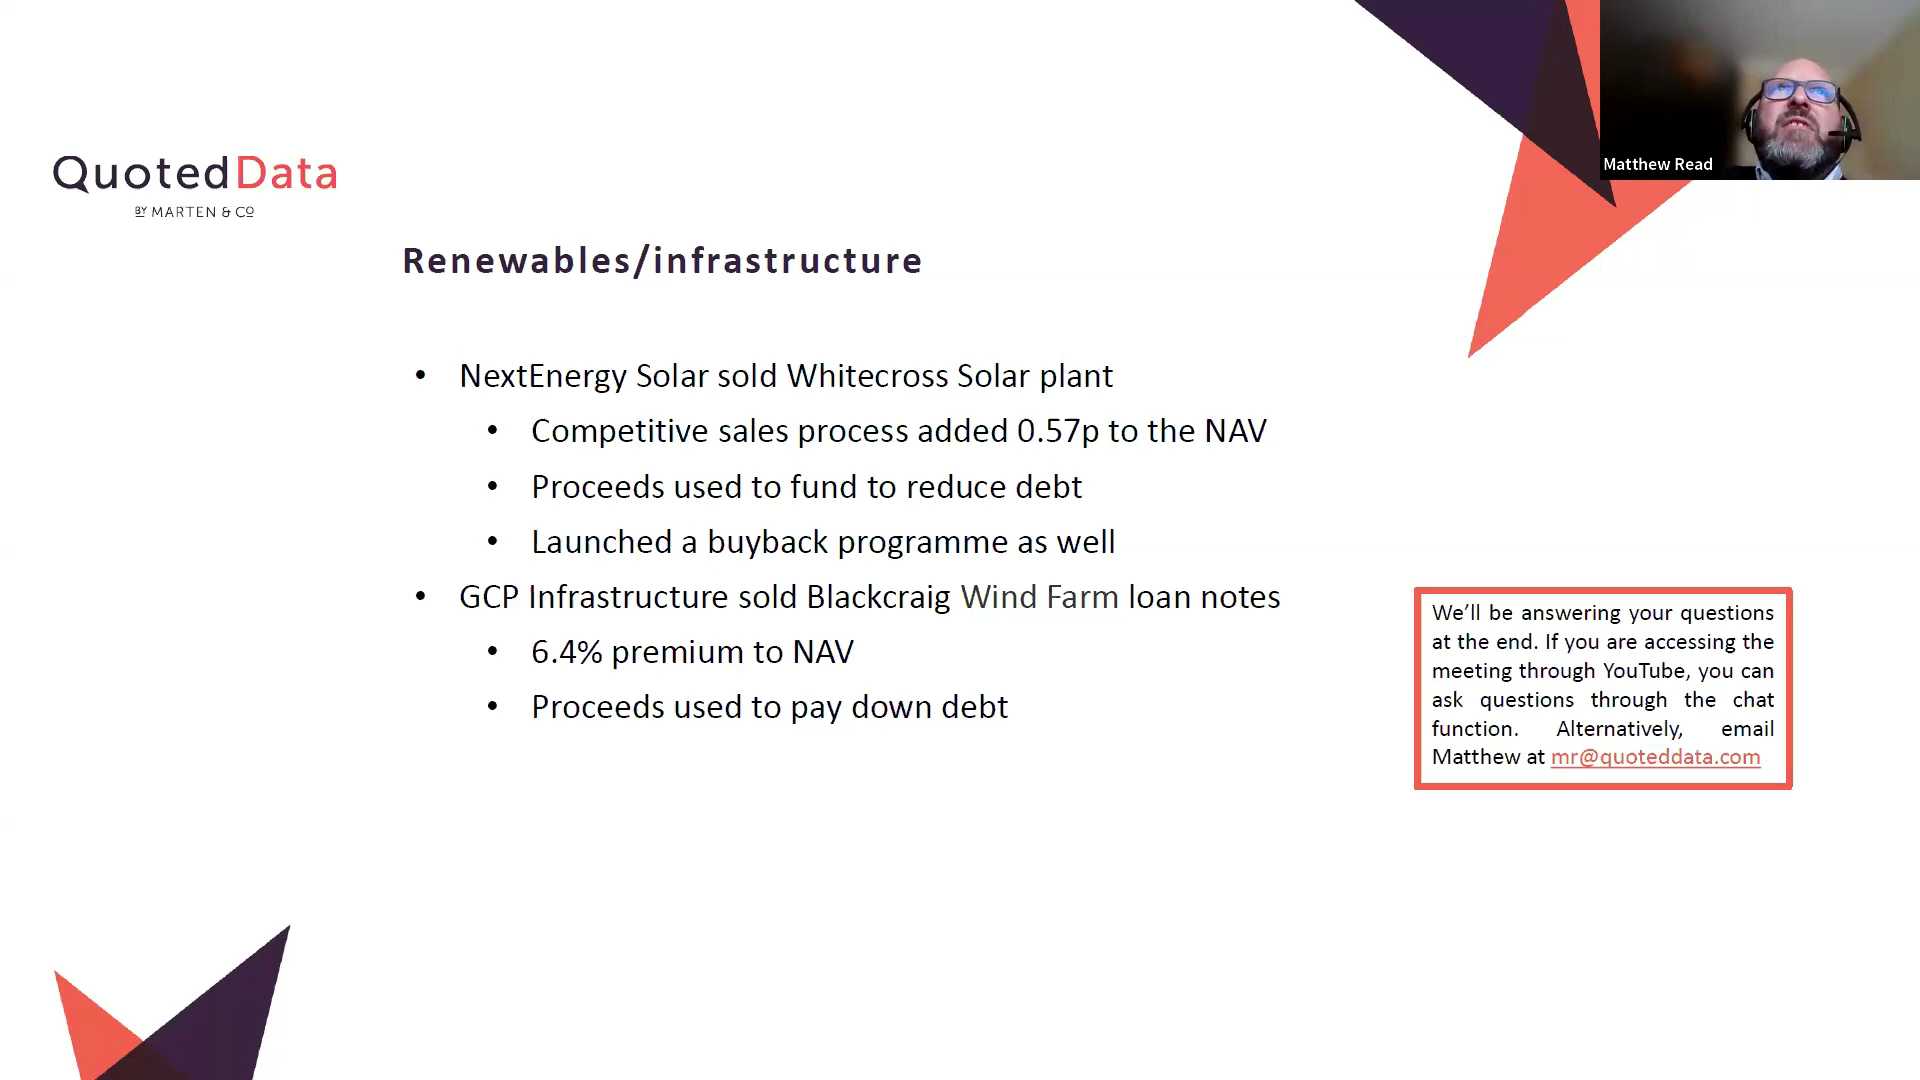 Matthew Read
QuotedData
BY MARTEN & CO
Renewables/infrastructure
• NextEnergy Solar sold Whitecross Solar plant
• Competitive sales process added 0.57p to the NAV
• Proceeds used to fund to reduce debt
• Launched a buyback programme as well
• GCP Infrastructure sold Blackcraig Wind Farm loan notes
• 6.4% premium to NAV
• Proceeds used to pay down debt
We’ll be answering your questions
at the end. If you are accessing the
meeting through YouTube, you can
ask questions through the chat
function. Alternatively, email
Matthew at mr@quoteddata.com